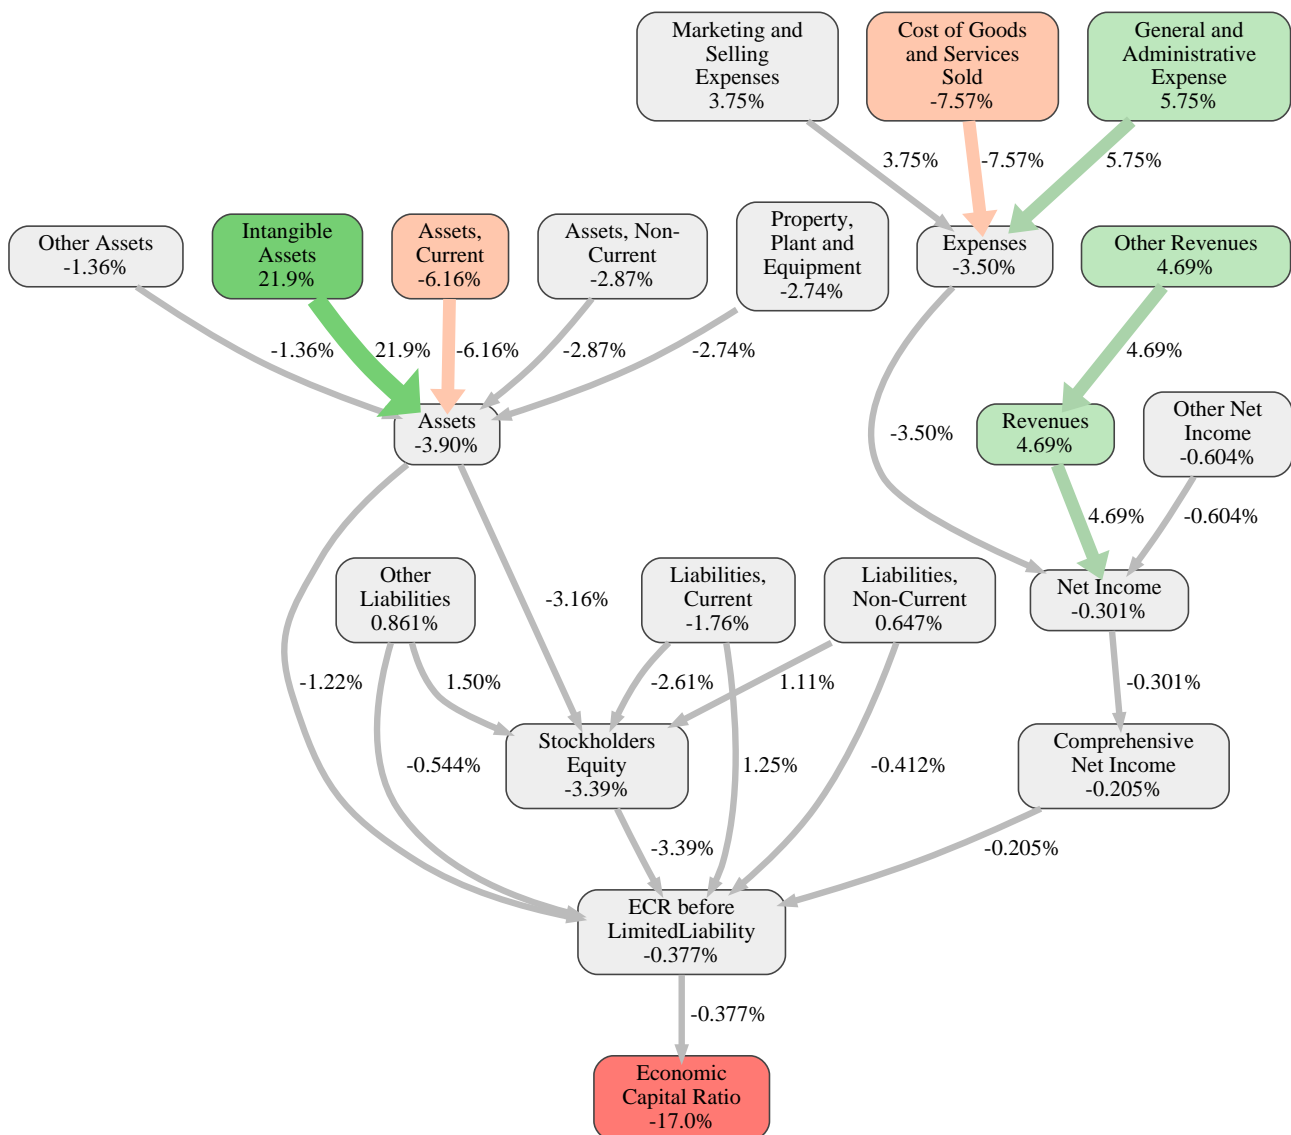 Marketing and
Selling
Expenses
3.75%
Cost of Goods
and Services
Sold
-7.57%
General and
Administrative
Expense
5.75%
3.75%
-7.57%
5.75%
Other Assets
-1.36%
Intangible
Assets
21.9%
Assets,
Current
-6.16%
Assets, Non-
Current
-2.87%
Property,
Plant and
Equipment
-2.74%
Expenses
-3.50%
Other Revenues
4.69%
-1.36%
21.9%
-6.16%
-2.87%
-2.74%
4.69%
Assets
-3.90%
-3.50%
Revenues
4.69%
Other Net
Income
-0.604%
4.69%
-0.604%
Other
Liabilities
0.861%
-3.16%
Liabilities,
Current
-1.76%
Liabilities,
Non-Current
0.647%
Net Income
-0.301%
-1.22%
1.50%
-2.61%
1.11%
-0.301%
Stockholders
Equity
-3.39%
-0.544%
1.25%
-0.412%
Comprehensive
Net Income
-0.205%
-3.39%
-0.205%
ECR before
LimitedLiability
-0.377%
-0.377%
Economic
Capital Ratio
-17.0%